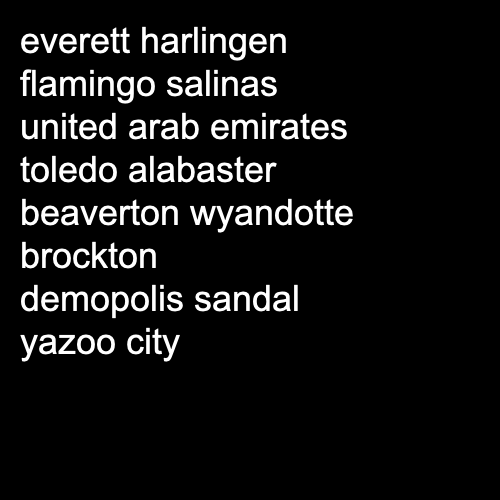 everett harlingen
flamingo salinas
united arab emirates
toledo alabaster
beaverton wyandotte
brockton
demopolis sandal
yazoo city